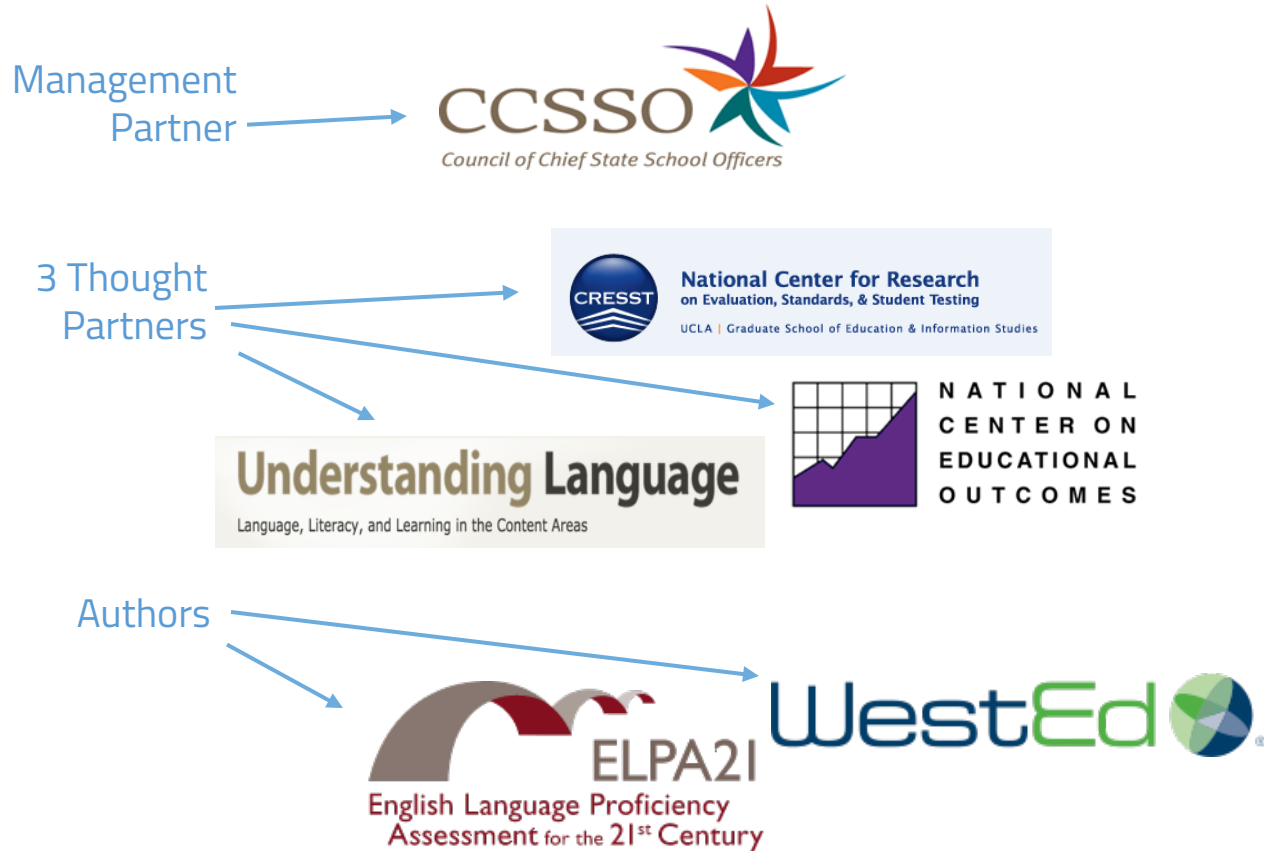 Management
Partner
CCSSO
Council of Chief State School Officers
3 Thought
Partners
CRESST
National Center for Research
on Evaluation, Standards, & Student Testing
UCLA | Graduate School of Education & Information Studies
NATIONAL
CENTER ON
EDUCATIONAL
OUTCOMES
Understanding Language
Language, Literacy, and Learning in the Content Areas
Authors
WestEd®
ELPA21
English Language Proficiency
Assessment for the 21st Century